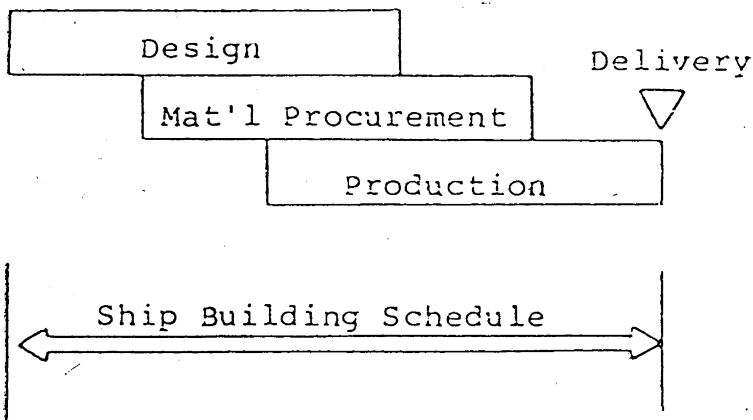 Design
Delivery
Mat'l Procurement
Production
Ship Building Schedule